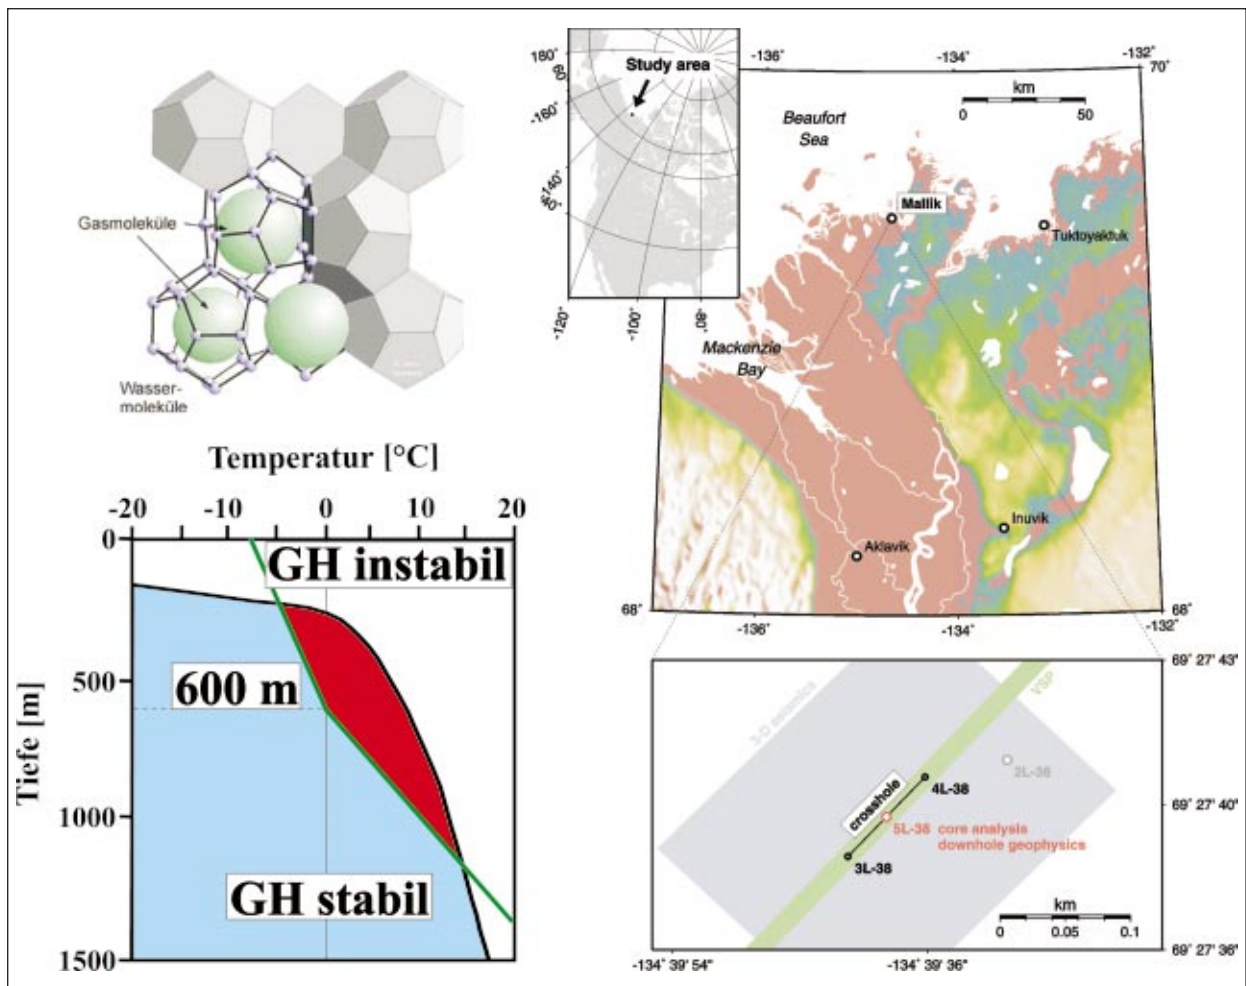 Gasmoleküle
Wasser-
moleküle
Temperatur [°C]
-20 -10 0 10 20
0
500
1000
1500
Tiefe [m]
GH instabil
600 m
GH stabil
180°
-160°
-140°
-120°
-100°
-80°
Study area
-136° -134° -132°
70°
km
0 50
Beaufort
Sea
Mallik
Tuktoyaktuk
Mackenzie
Bay
Inuvik
Aklavik
68° 68°
-136° -134° -132°
69° 27' 43"
3-D seismics
VSP
2L-38
4L-38
crosshole
69° 27' 40"
5L-38 core analysis
downhole geophysics
3L-38
km
0 0.05 0.1
69° 27' 36"
-134° 39' 54" -134° 39' 36"